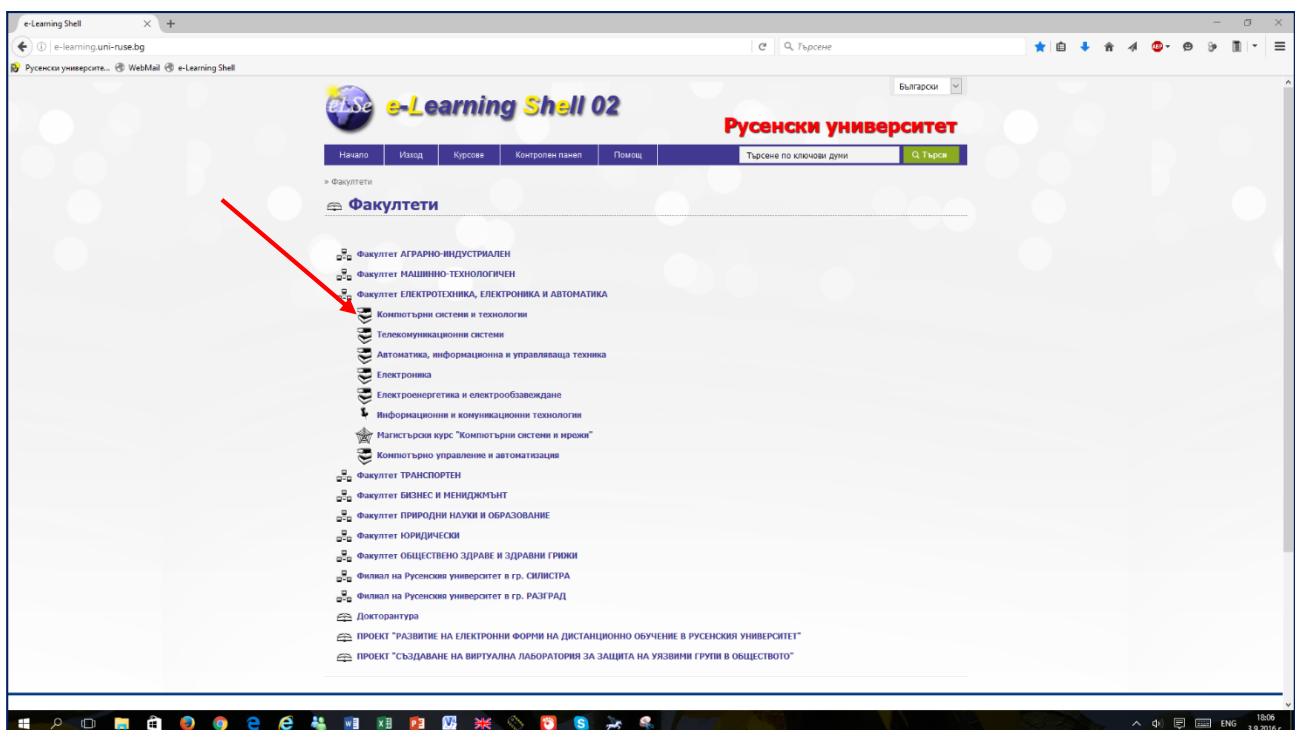 e-Learning Shell
e-learning.uni-ruse.bg
Търсене
Русенски университе... WebMail e-Learning Shell
Български
eLSe e-Learning Shell 02
Русенски университет
Начало Изход Курсове Контролен панел Помощ Търсене по ключови думи Търси
» Факултети
Факултети
Факултет АГРАРНО-ИНДУСТРИАЛЕН
Факултет МАШИННО-ТЕХНОЛОГИЧЕН
Факултет ЕЛЕКТРОТЕХНИКА, ЕЛЕКТРОНИКА И АВТОМАТИКА
Компютърни системи и технологии
Телекомуникационни системи
Автоматика, информационна и управляваща техника
Електроника
Електроенергетика и електрообзавеждане
Информационни и комуникационни технологии
Магистърски курс "Компютърни системи и мрежи"
Компютърно управление и автоматизация
Факултет ТРАНСПОРТЕН
Факултет БИЗНЕС И МЕНИДЖМЪНТ
Факултет ПРИРОДНИ НАУКИ И ОБРАЗОВАНИЕ
Факултет ЮРИДИЧЕСКИ
Факултет ОБЩЕСТВЕНО ЗДРАВЕ И ЗДРАВНИ ГРИЖИ
Филиал на Русенския университет в гр. СИЛИСТРА
Филиал на Русенския университет в гр. РАЗГРАД
Докторантура
ПРОЕКТ "РАЗВИТИЕ НА ЕЛЕКТРОННИ ФОРМИ НА ДИСТАНЦИОННО ОБУЧЕНИЕ В РУСЕНСКИЯ УНИВЕРСИТЕТ"
ПРОЕКТ "СЪЗДАВАНЕ НА ВИРТУАЛНА ЛАБОРАТОРИЯ ЗА ЗАЩИТА НА УЯЗВИМИ ГРУПИ В ОБЩЕСТВОТО"
ENG 18:06
3.9.2016 г.